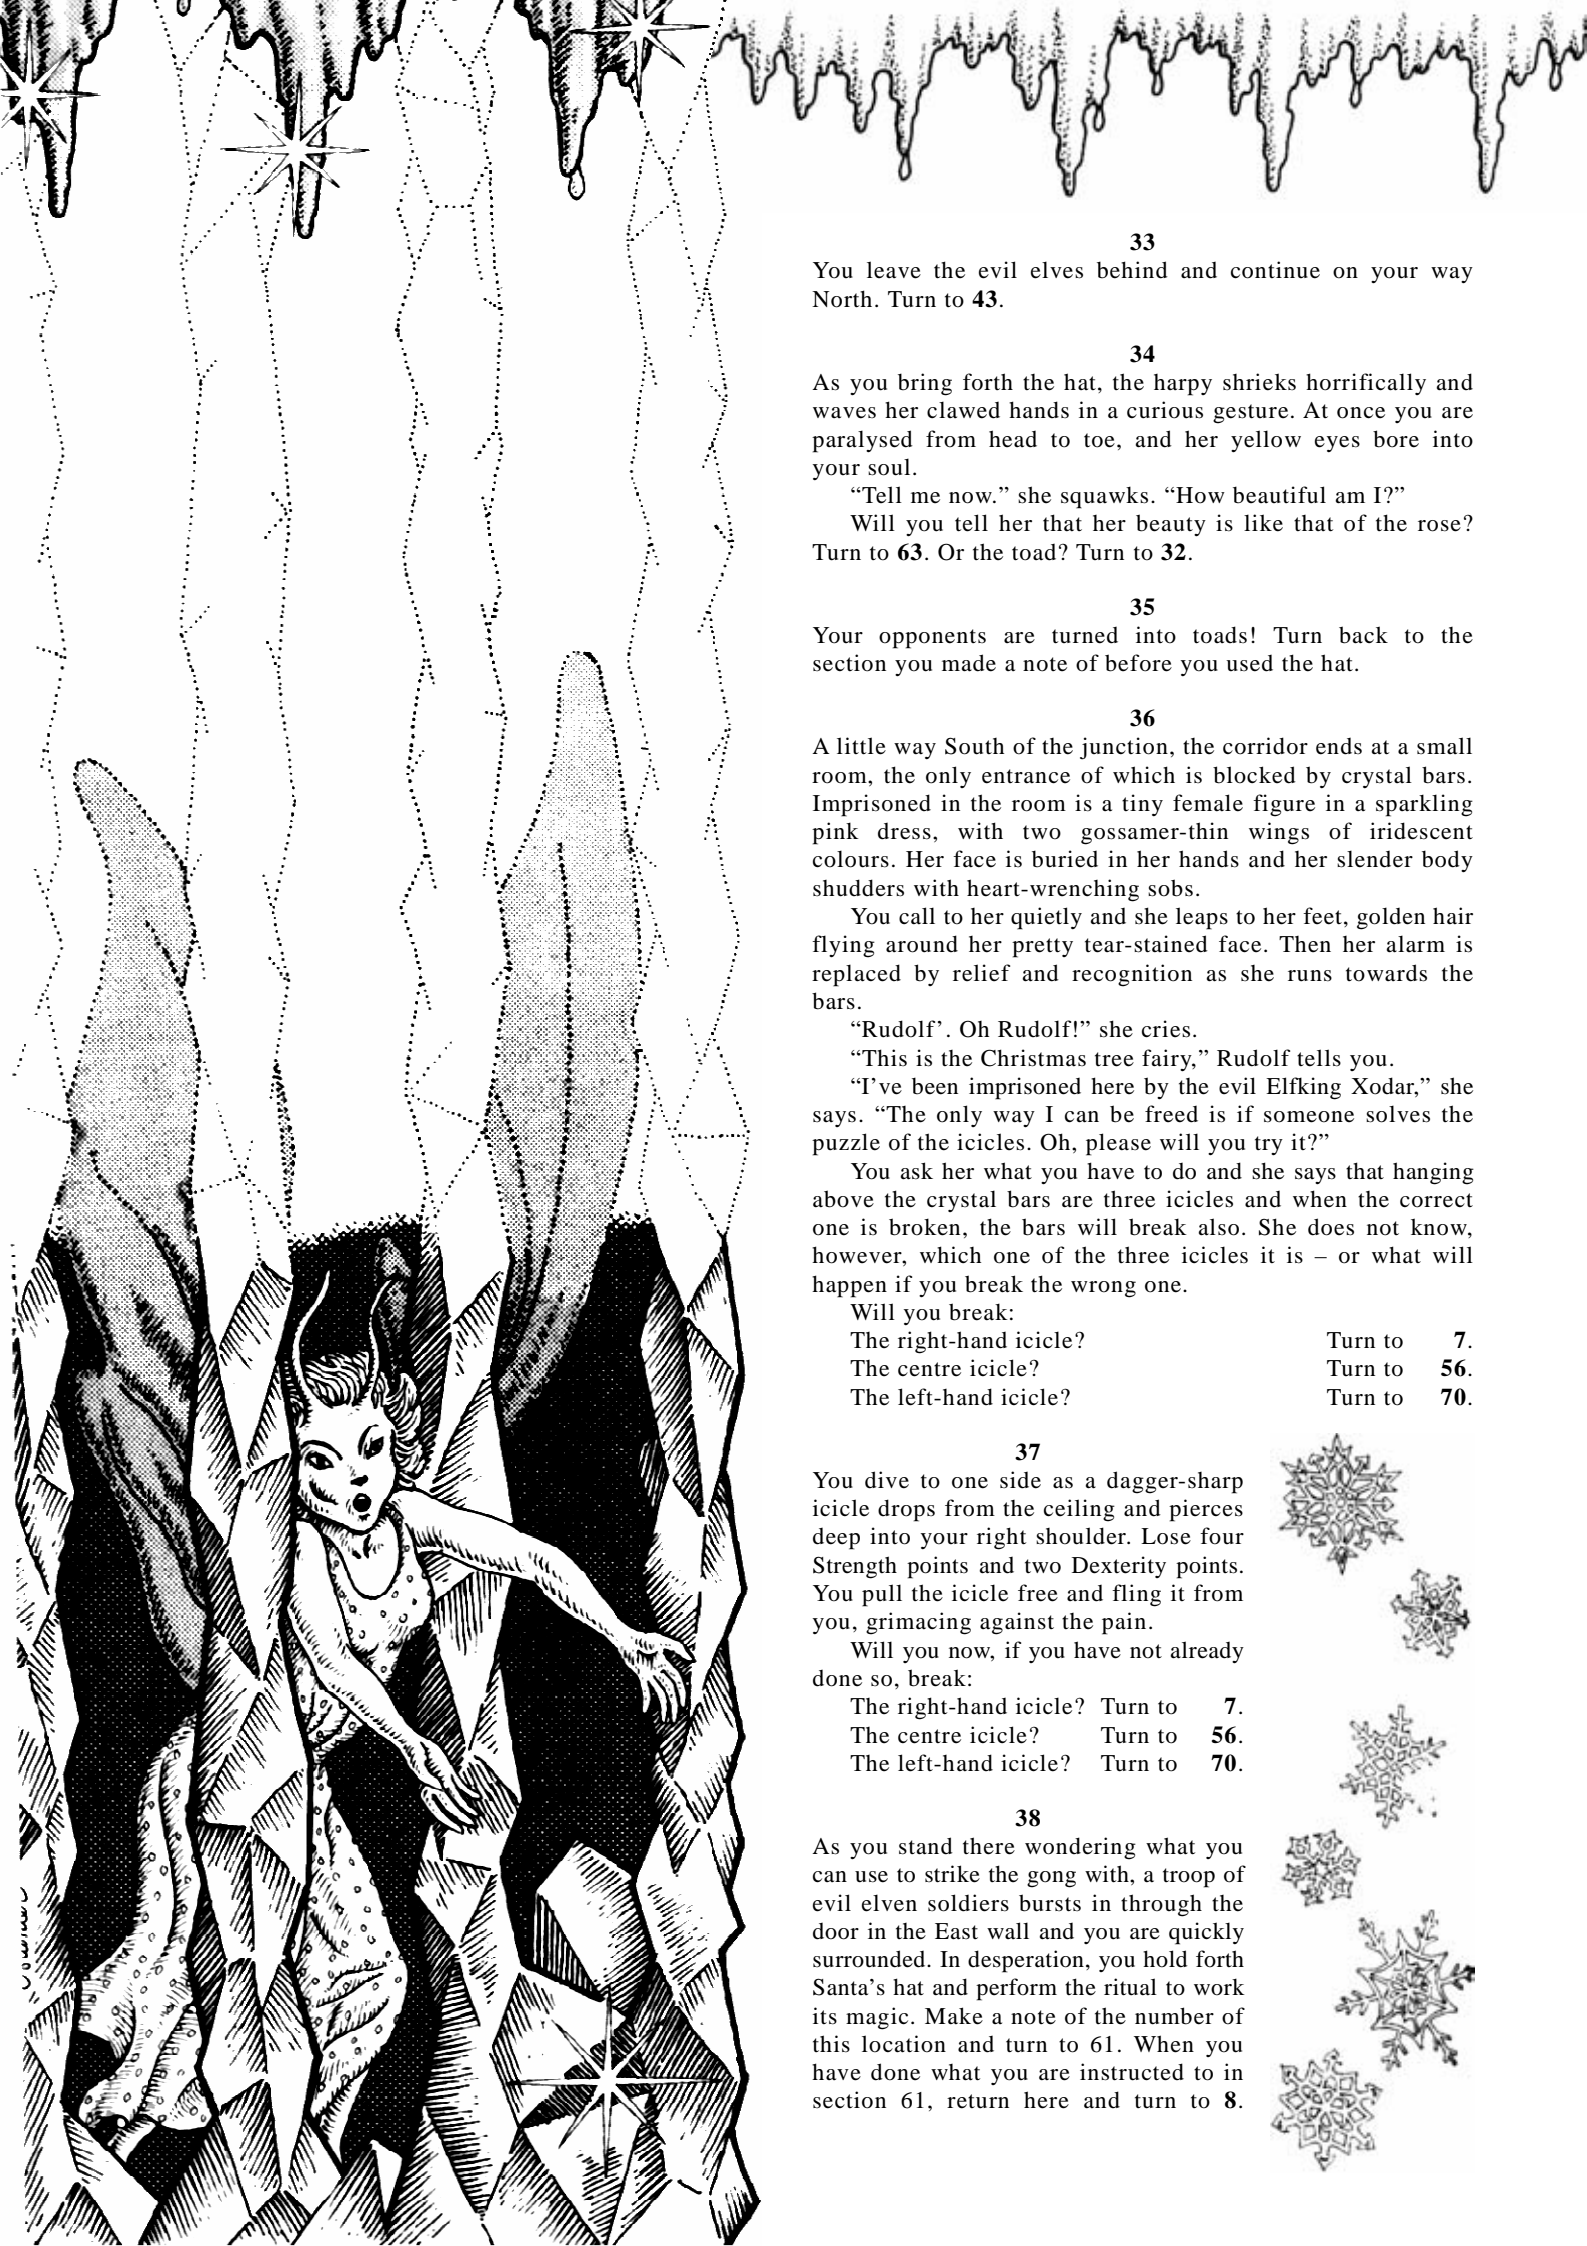 33
You leave the evil elves behind and continue on your way
North. Turn to 43.
34
As you bring forth the hat, the harpy shrieks horrifically and
waves her clawed hands in a curious gesture. At once you are
paralysed from head to toe, and her yellow eyes bore into
your soul.
“Tell me now.” she squawks. “How beautiful am I?”
Will you tell her that her beauty is like that of the rose?
Turn to 63. Or the toad? Turn to 32.
35
Your opponents are turned into toads! Turn back to the
section you made a note of before you used the hat.
36
A little way South of the junction, the corridor ends at a small
room, the only entrance of which is blocked by crystal bars.
Imprisoned in the room is a tiny female figure in a sparkling
pink dress, with two gossamer-thin wings of iridescent
colours. Her face is buried in her hands and her slender body
shudders with heart-wrenching sobs.
You call to her quietly and she leaps to her feet, golden hair
flying around her pretty tear-stained face. Then her alarm is
replaced by relief and recognition as she runs towards the
bars.
“Rudolf’. Oh Rudolf!” she cries.
“This is the Christmas tree fairy,” Rudolf tells you.
“I’ve been imprisoned here by the evil Elfking Xodar,” she
says. “The only way I can be freed is if someone solves the
puzzle of the icicles. Oh, please will you try it?”
You ask her what you have to do and she says that hanging
above the crystal bars are three icicles and when the correct
one is broken, the bars will break also. She does not know,
however, which one of the three icicles it is – or what will
happen if you break the wrong one.
Will you break:
The right-hand icicle? Turn to 7.
The centre icicle? Turn to 56.
The left-hand icicle? Turn to 70.
37
You dive to one side as a dagger-sharp
icicle drops from the ceiling and pierces
deep into your right shoulder. Lose four
Strength points and two Dexterity points.
You pull the icicle free and fling it from
you, grimacing against the pain.
Will you now, if you have not already
done so, break:
The right-hand icicle? Turn to 7.
The centre icicle? Turn to 56.
The left-hand icicle? Turn to 70.
38
As you stand there wondering what you
can use to strike the gong with, a troop of
evil elven soldiers bursts in through the
door in the East wall and you are quickly
surrounded. In desperation, you hold forth
Santa’s hat and perform the ritual to work
its magic. Make a note of the number of
this location and turn to 61. When you
have done what you are instructed to in
section 61, return here and turn to 8.